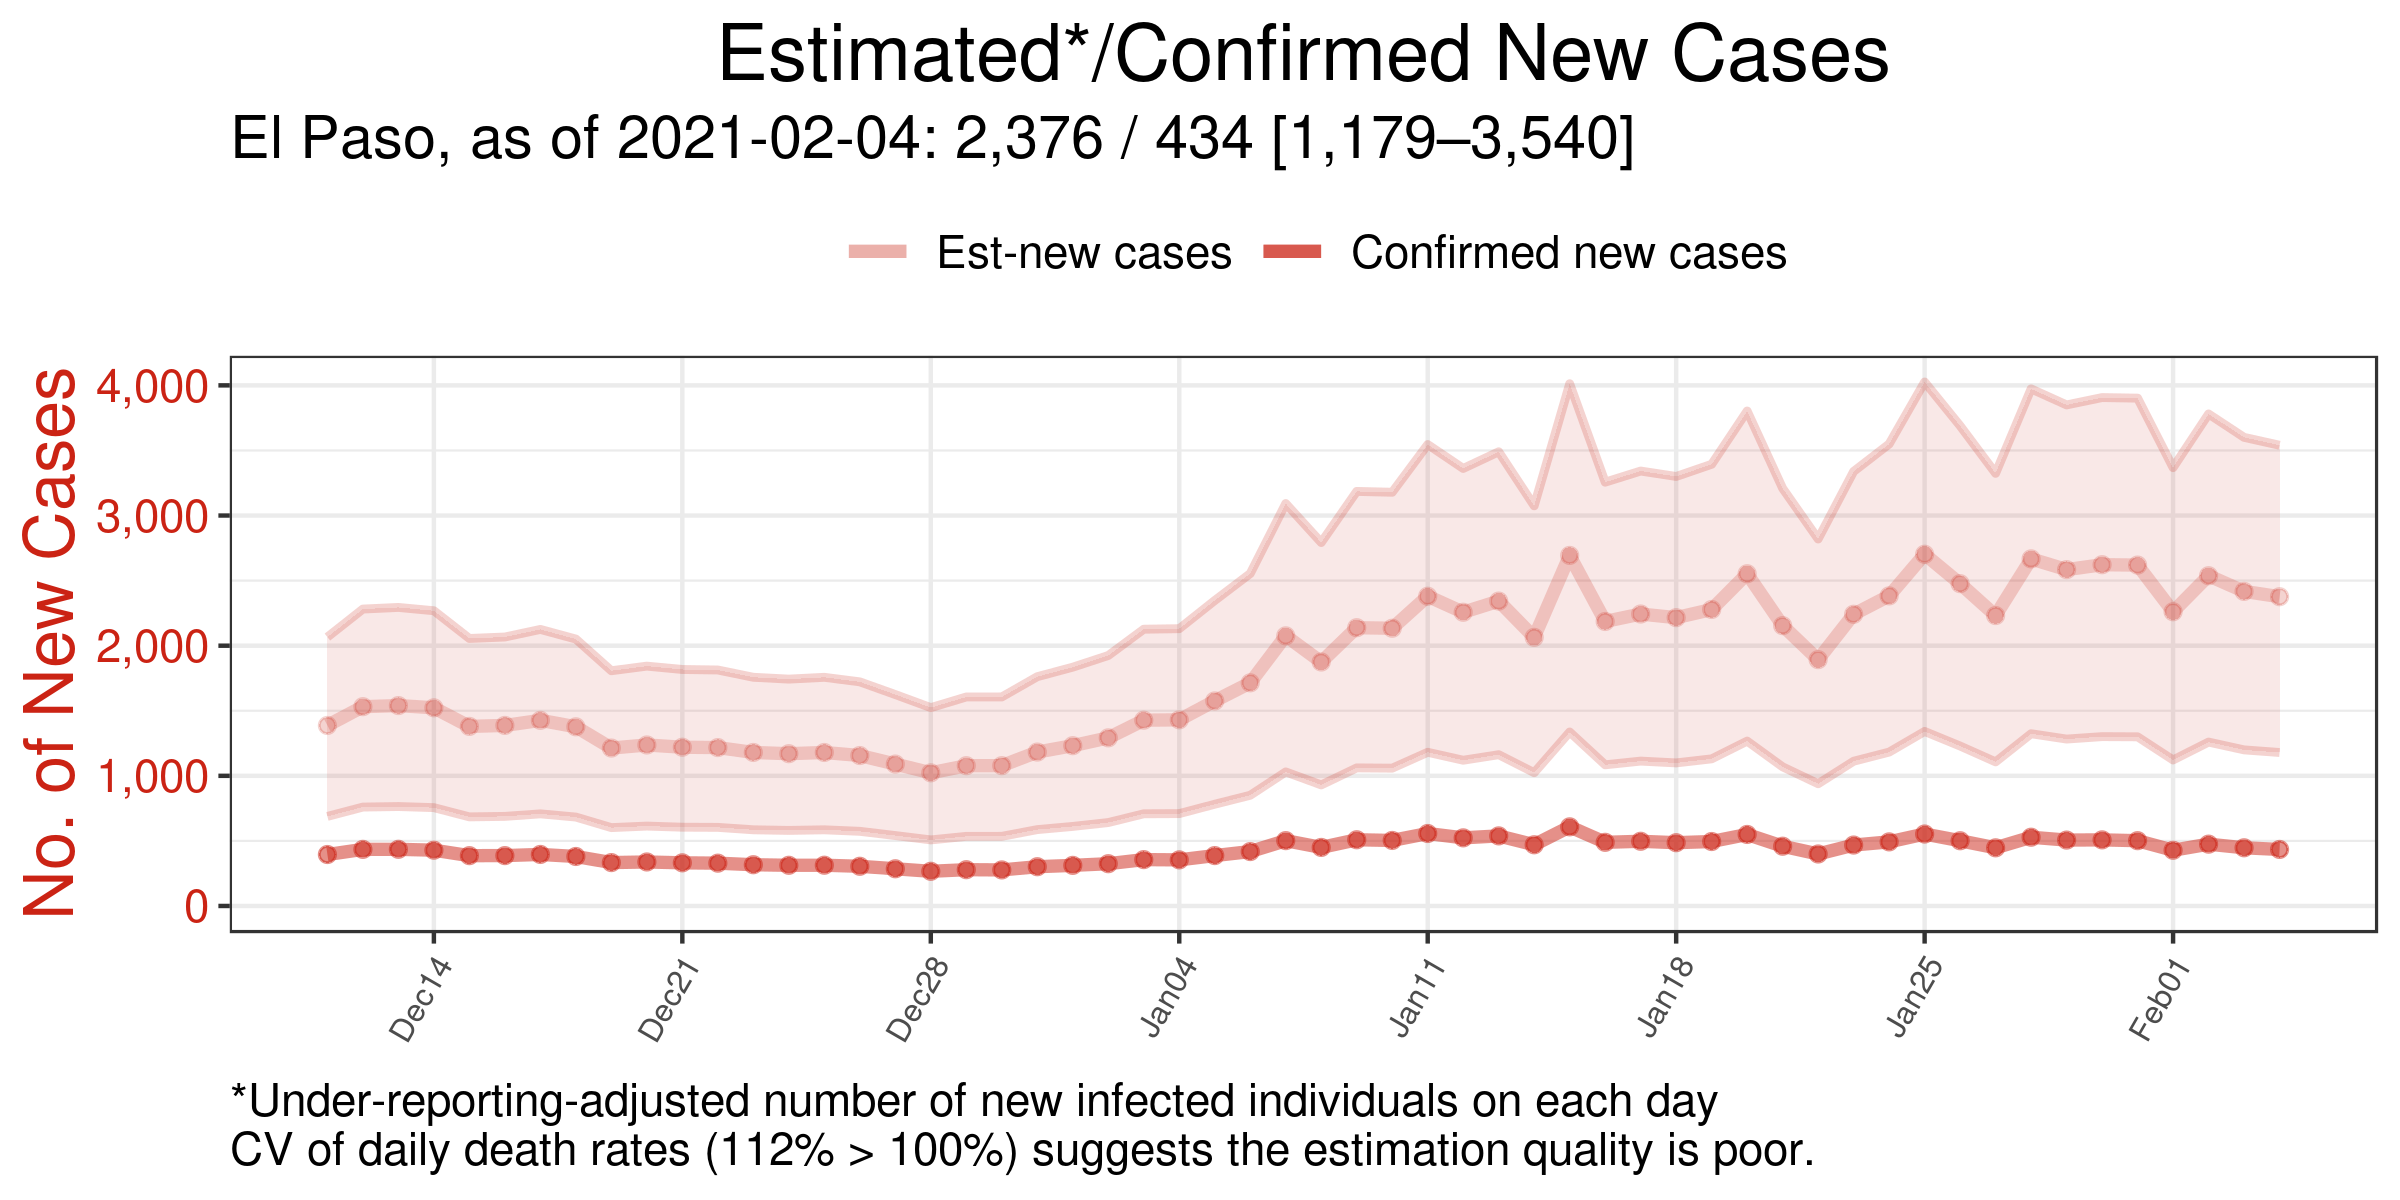 Estimated*/Confirmed New Cases
El Paso, as of 2021-02-04: 2,376 / 434 [1,179–3,540]
Est-new cases Confirmed new cases
No. of New Cases
4,000
3,000
2,000
1,000
0
Dec14 Dec21 Dec28 Jan04 Jan11 Jan18 Jan25 Feb01
*Under-reporting-adjusted number of new infected individuals on each day
CV of daily death rates (112% > 100%) suggests the estimation quality is poor.